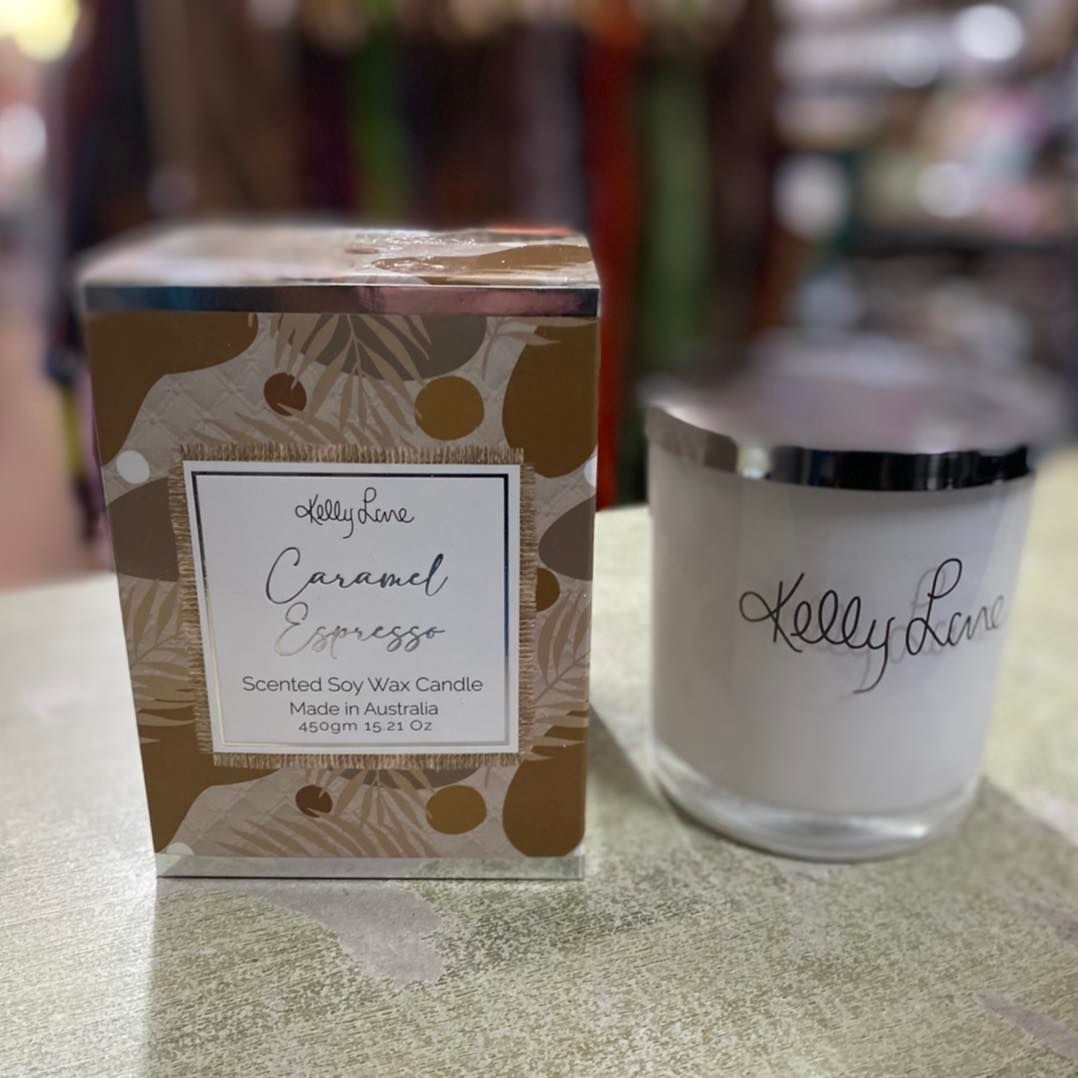 Kelly Lane
Caramel
Espresso
Scented Soy Wax Candle
Made in Australia
450gm 15.21 Oz
Kelly Lane